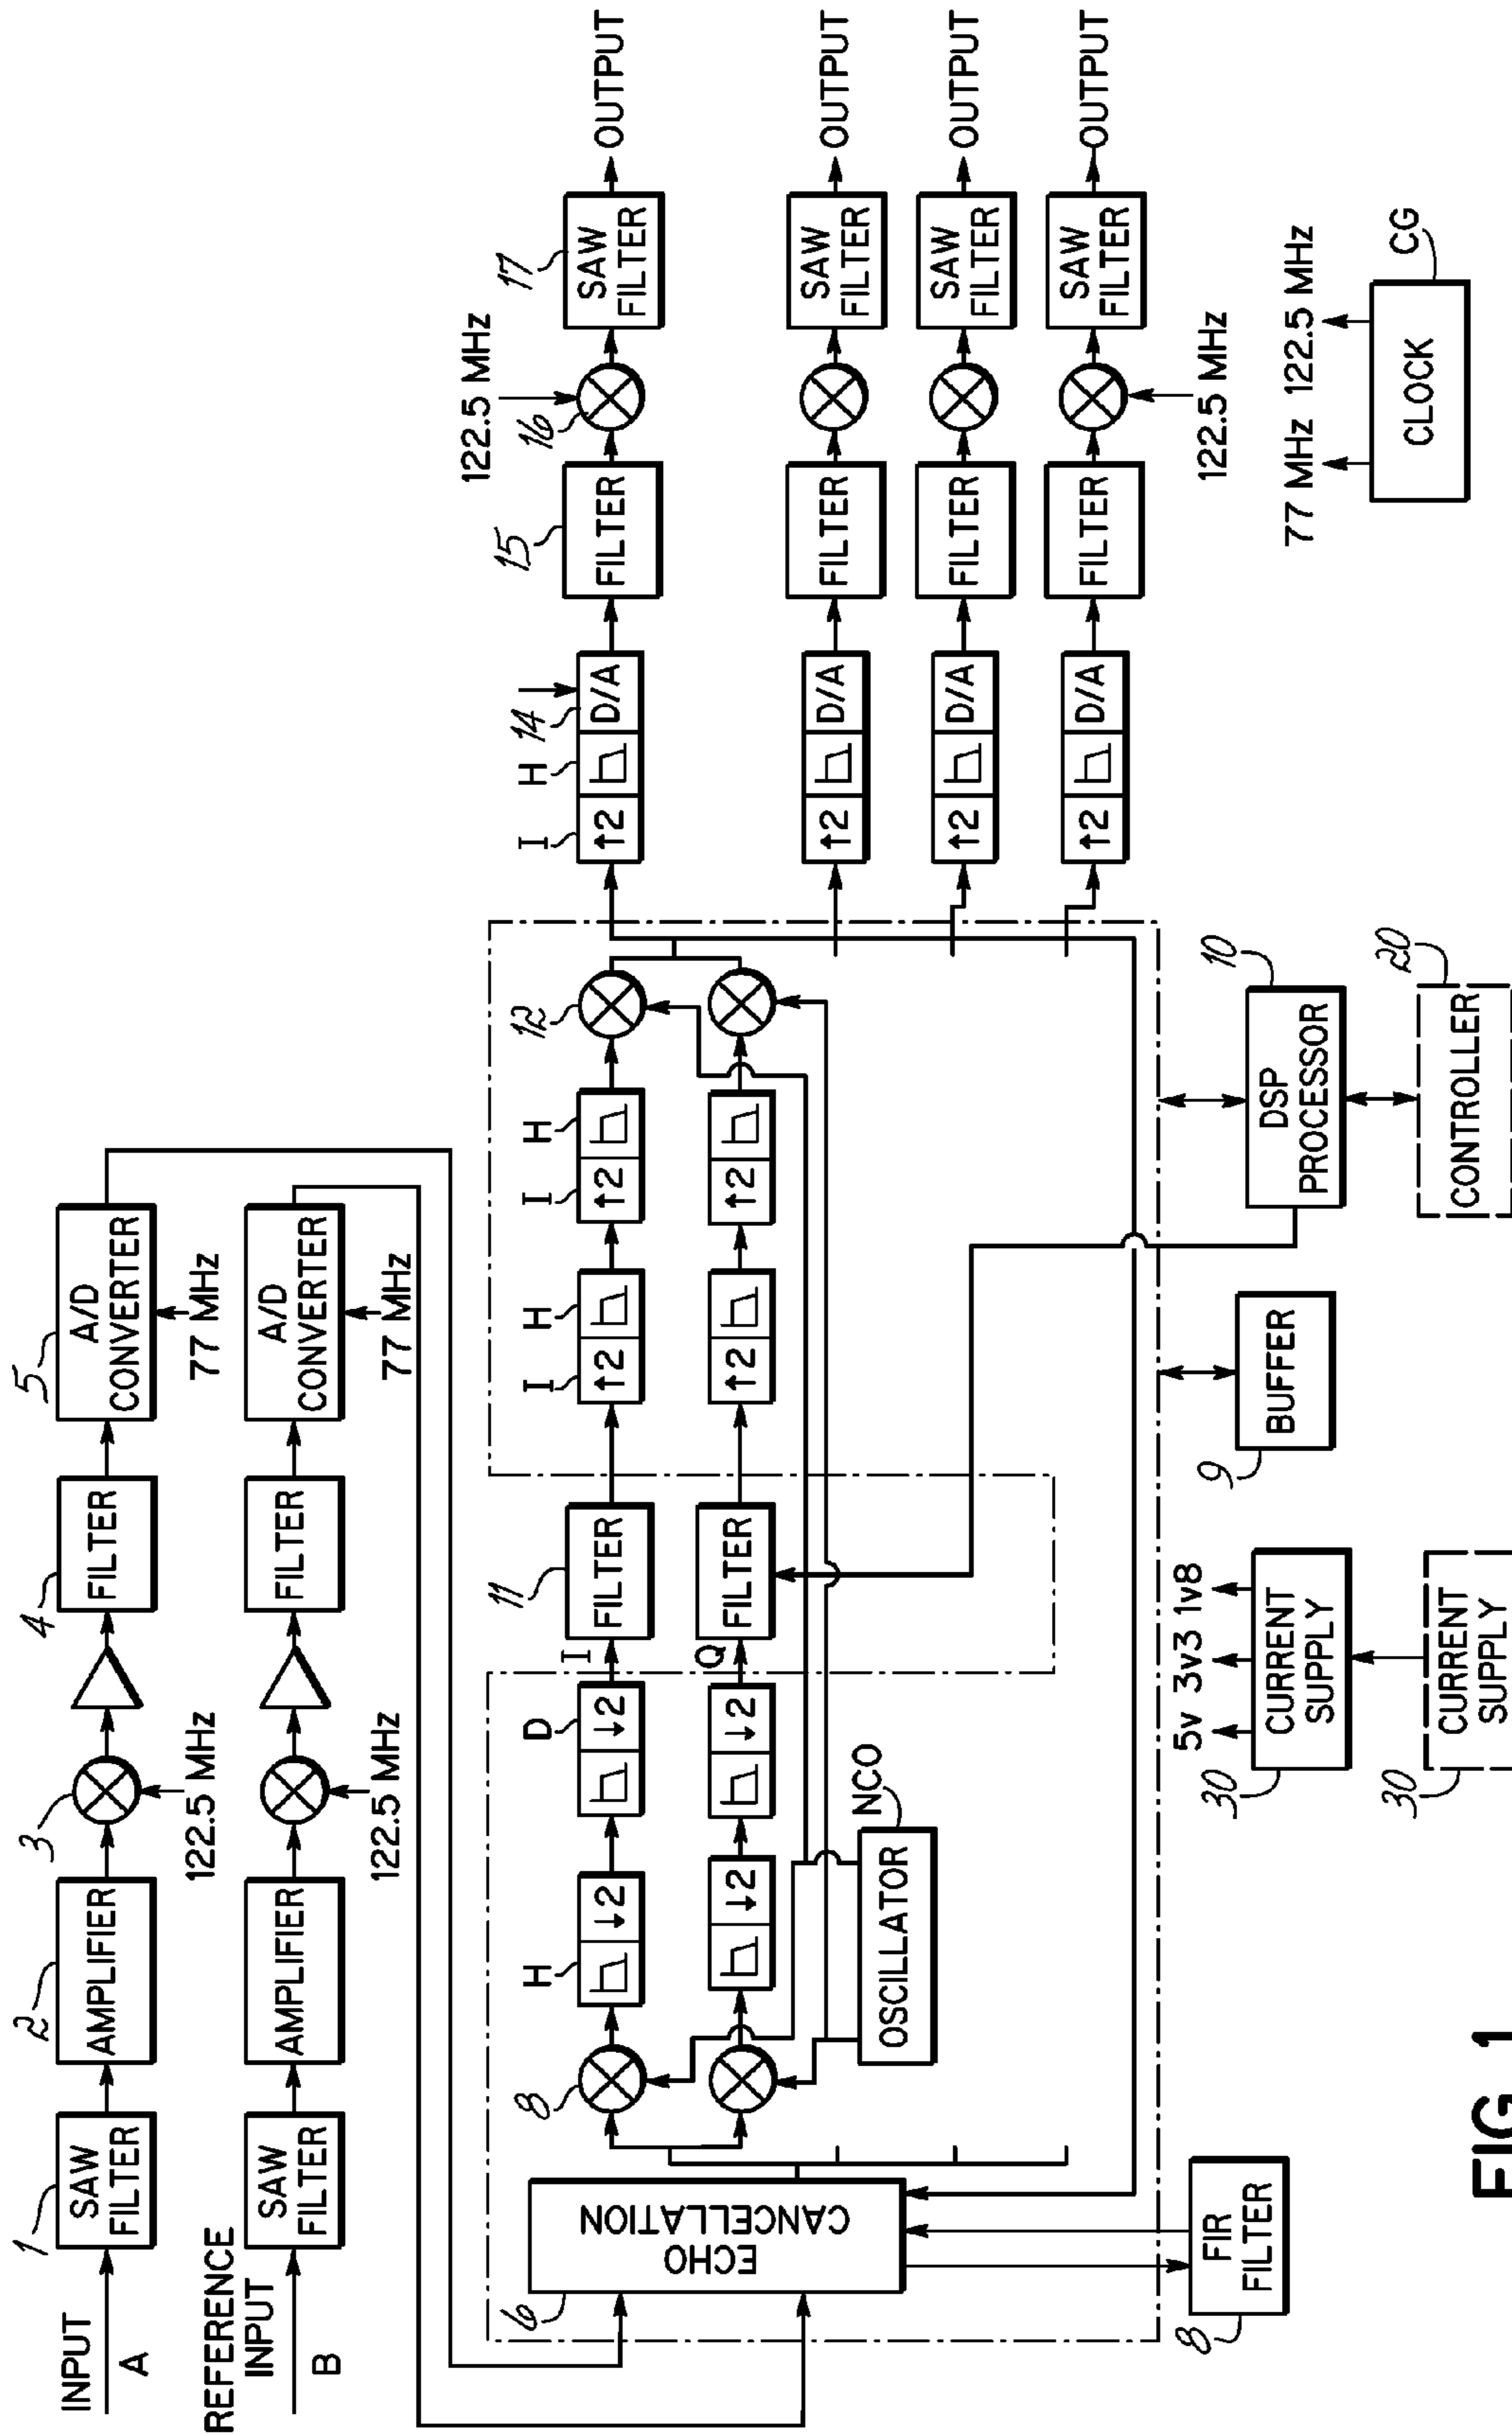 INPUT
A
1
SAW
FILTER
2
AMPLIFIER
3
122.5 MHz
4
FILTER
5
A/D
CONVERTER
77 MHz
REFERENCE
INPUT
B
SAW
FILTER
AMPLIFIER
122.5 MHz
FILTER
A/D
CONVERTER
77 MHz
6
ECHO
CANCELLATION
8
H
↓2
D
↓2
I
11
FILTER
I
↑2
H
I
↑2
H
12
I
↑2
H
14
D/A
15
FILTER
122.5 MHz
16
17
SAW
FILTER
OUTPUT
↓2
↓2
Q
FILTER
↑2
↑2
OSCILLATOR
NCO
↑2
D/A
FILTER
SAW
FILTER
OUTPUT
↑2
D/A
FILTER
SAW
FILTER
OUTPUT
↑2
D/A
FILTER
122.5 MHz
SAW
FILTER
OUTPUT
8
FIR
FILTER
5v 3v3 1v8
30
CURRENT
SUPPLY
30
CURRENT
SUPPLY
9
BUFFER
10
DSP
PROCESSOR
20
CONTROLLER
77 MHz 122.5 MHz
CLOCK
CG
FIG 1